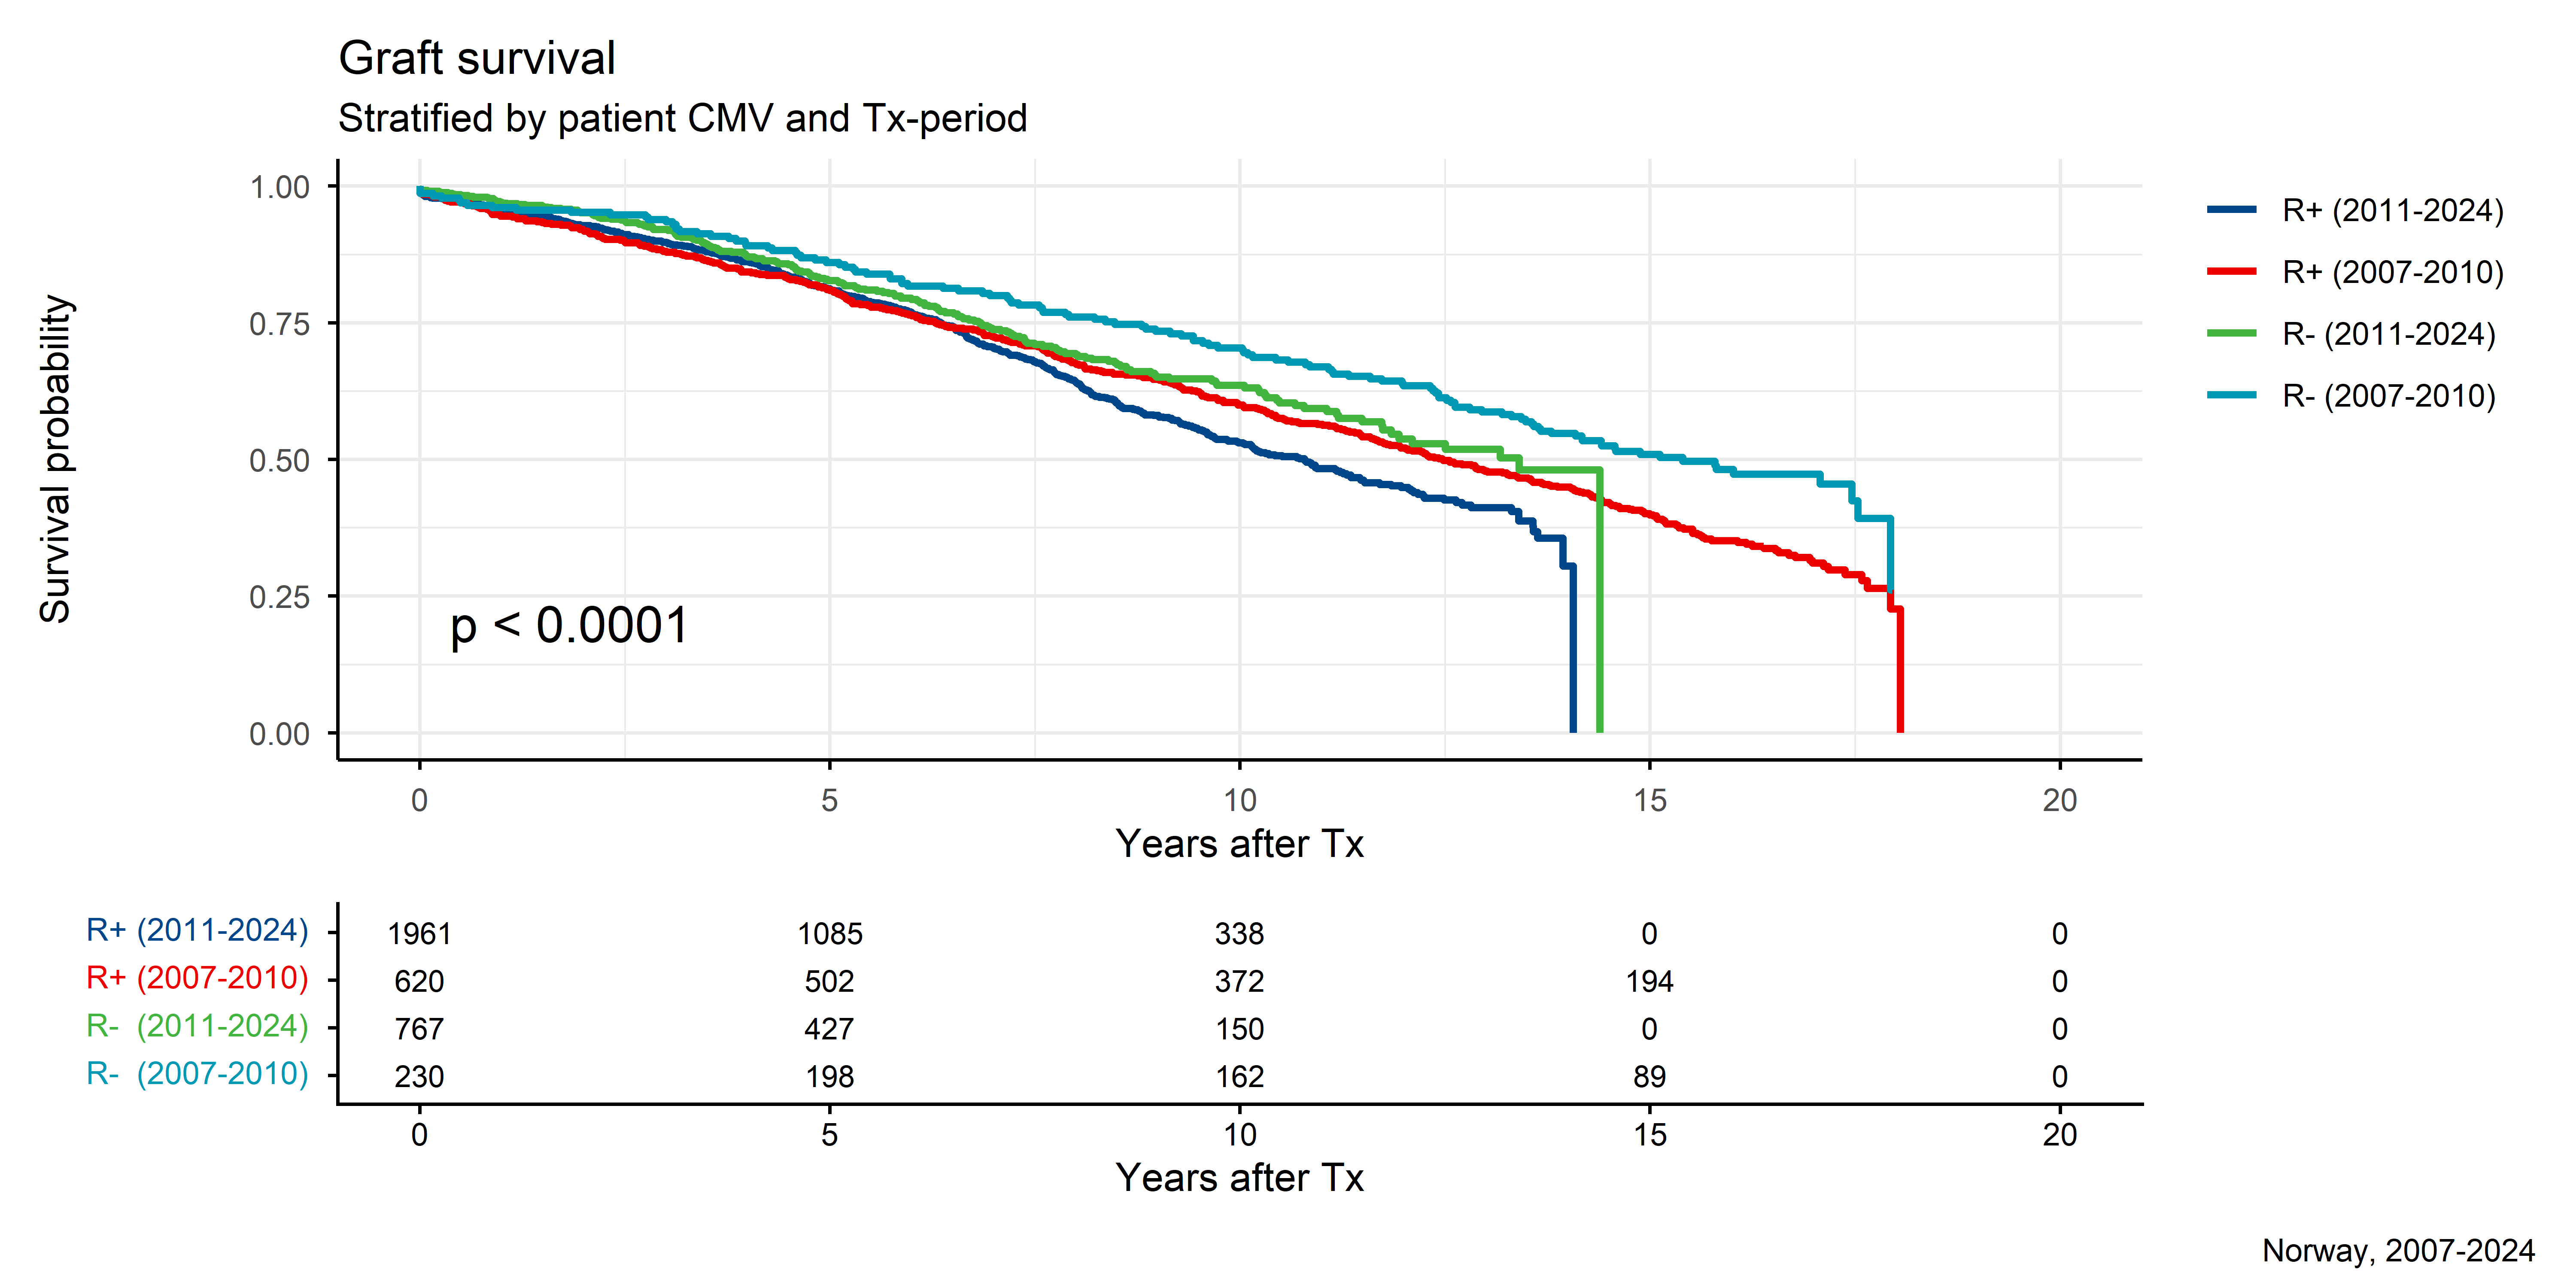 Graft survival
Stratified by patient CMV and Tx-period
Survival probability
1.00
0.75
0.50
0.25
0.00
p < 0.0001
0 5 10 15 20
Years after Tx
R+ (2011-2024)
R+ (2007-2010)
R- (2011-2024)
R- (2007-2010)
R+ (2011-2024) 1961 1085 338 0 0
R+ (2007-2010) 620 502 372 194 0
R- (2011-2024) 767 427 150 0 0
R- (2007-2010) 230 198 162 89 0
0 5 10 15 20
Years after Tx
Norway, 2007-2024